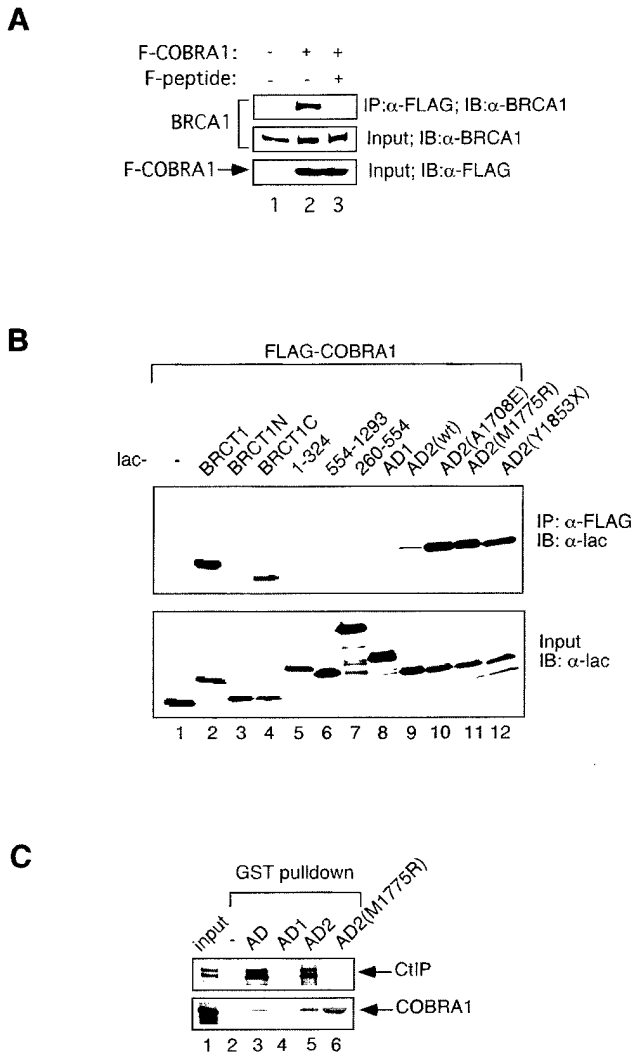 A
F-COBRA1: - + +
F-peptide: - - +
BRCA1
IP:α-FLAG; IB:α-BRCA1
Input; IB:α-BRCA1
F-COBRA1
Input; IB:α-FLAG
1 2 3
B
FLAG-COBRA1
lac- - BRCT1 BRCT1N BRCT1C 1-324 554-1293 260-554 AD1 AD2(wt) AD2(A1708E) AD2(M1775R) AD2(Y1853X)
IP: α-FLAG
IB: α-lac
Input
IB: α-lac
1 2 3 4 5 6 7 8 9 10 11 12
C
GST pulldown
input - AD AD1 AD2 AD2(M1775R)
CtIP
COBRA1
1 2 3 4 5 6